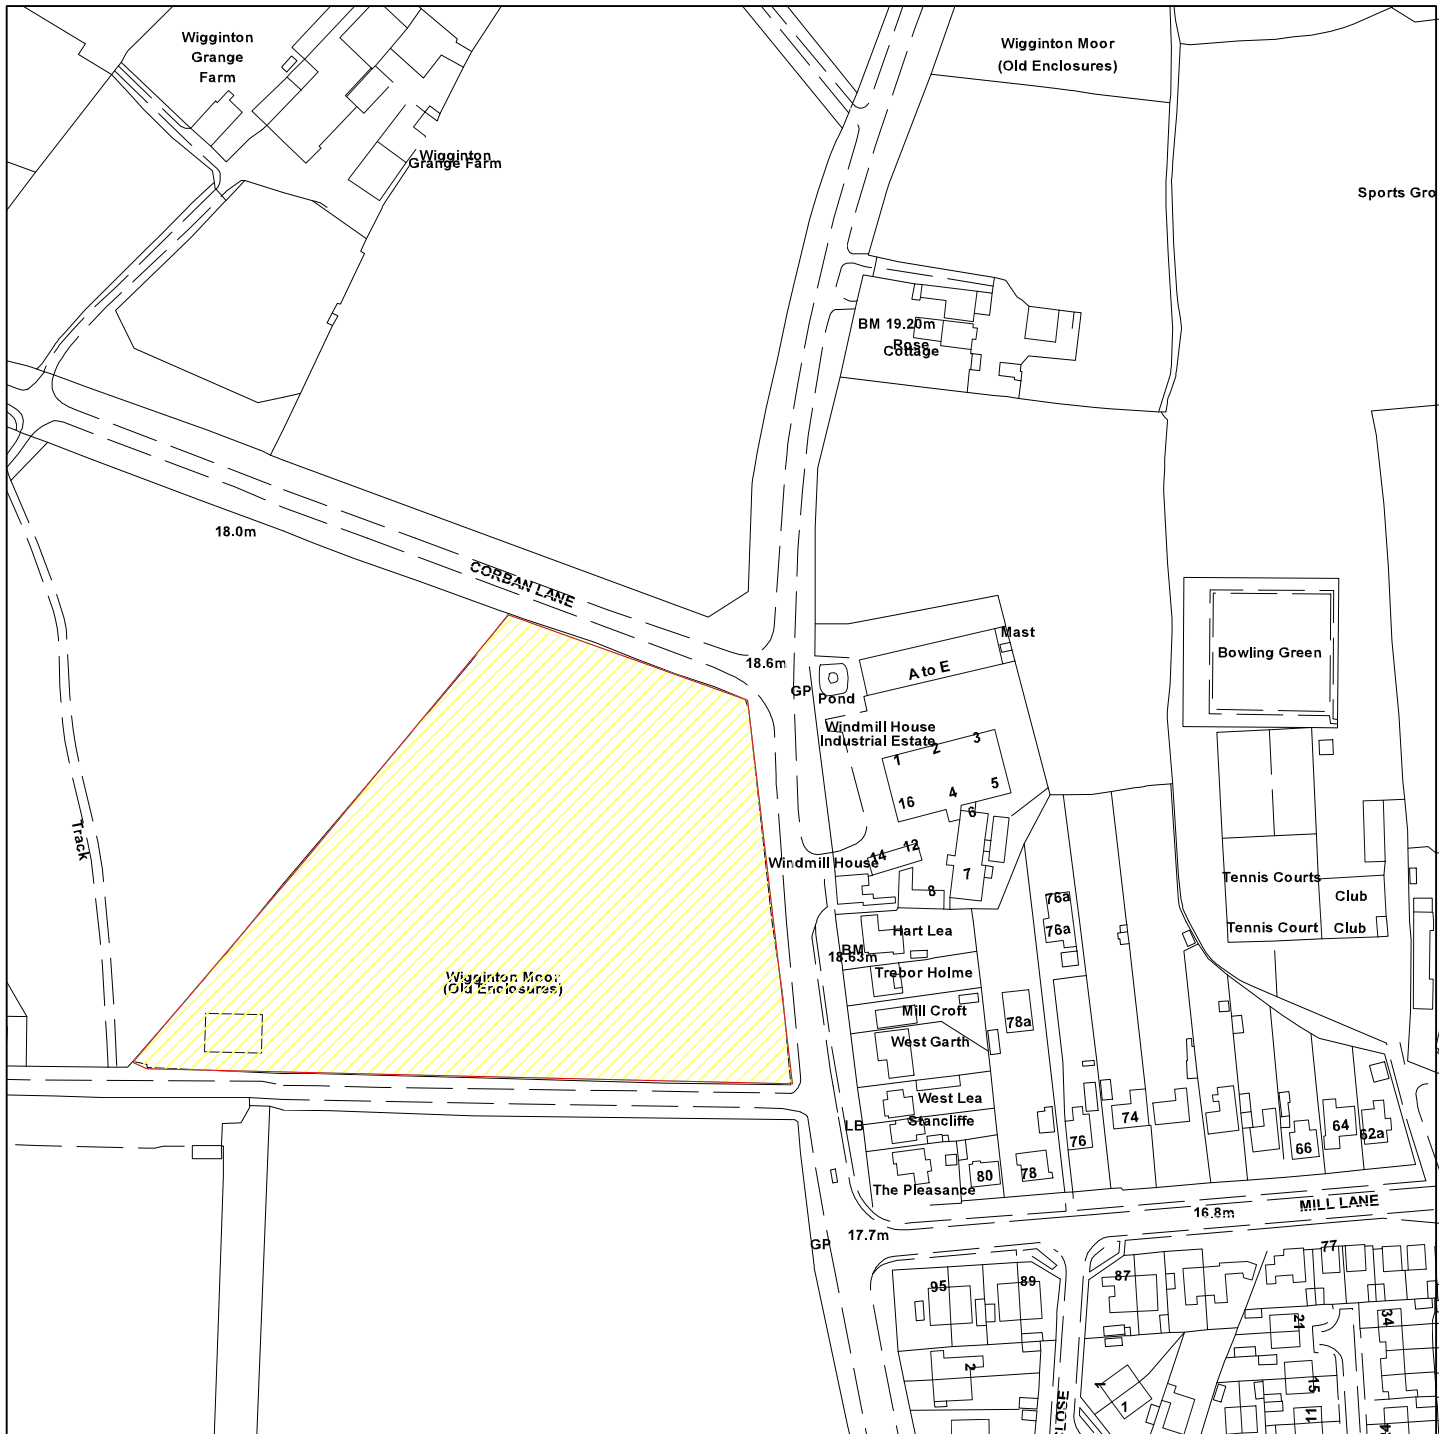 Wigginton
Grange
Farm
Wigginton Moor
(Old Enclosures)
Wigginton
Grange Farm
Sports Gro
BM 19.20m
Rose
Cottage
18.0m
CORBAN LANE
Mast
18.6m
A to E
Bowling Green
GP
Pond
Windmill House
Industrial Estate
1
2
3
4
5
16
6
Track
14
12
Windmill House
7
8
Tennis Courts
Club
76a
76a
Tennis Court
Club
Hart Lea
BM
18.63m
Trebor Holme
Wigginton Moor
(Old Enclosures)
Mill Croft
78a
West Garth
West Lea
Stancliffe
LB
74
76
64
62a
66
The Pleasance
80
78
MILL LANE
16.8m
17.7m
GP
77
95
89
87
21
34
2
15
1
1
11
CLOSE